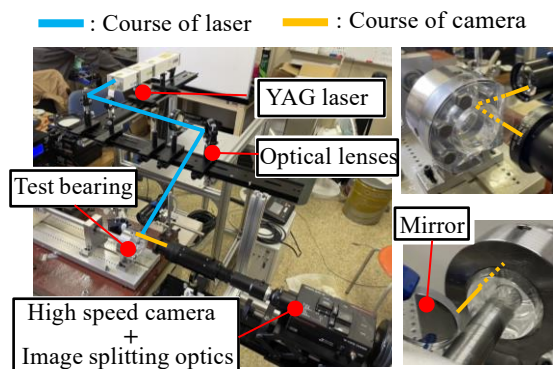 : Course of laser
: Course of camera
YAG laser
Optical lenses
Test bearing
Mirror
High speed camera
+
Image splitting optics